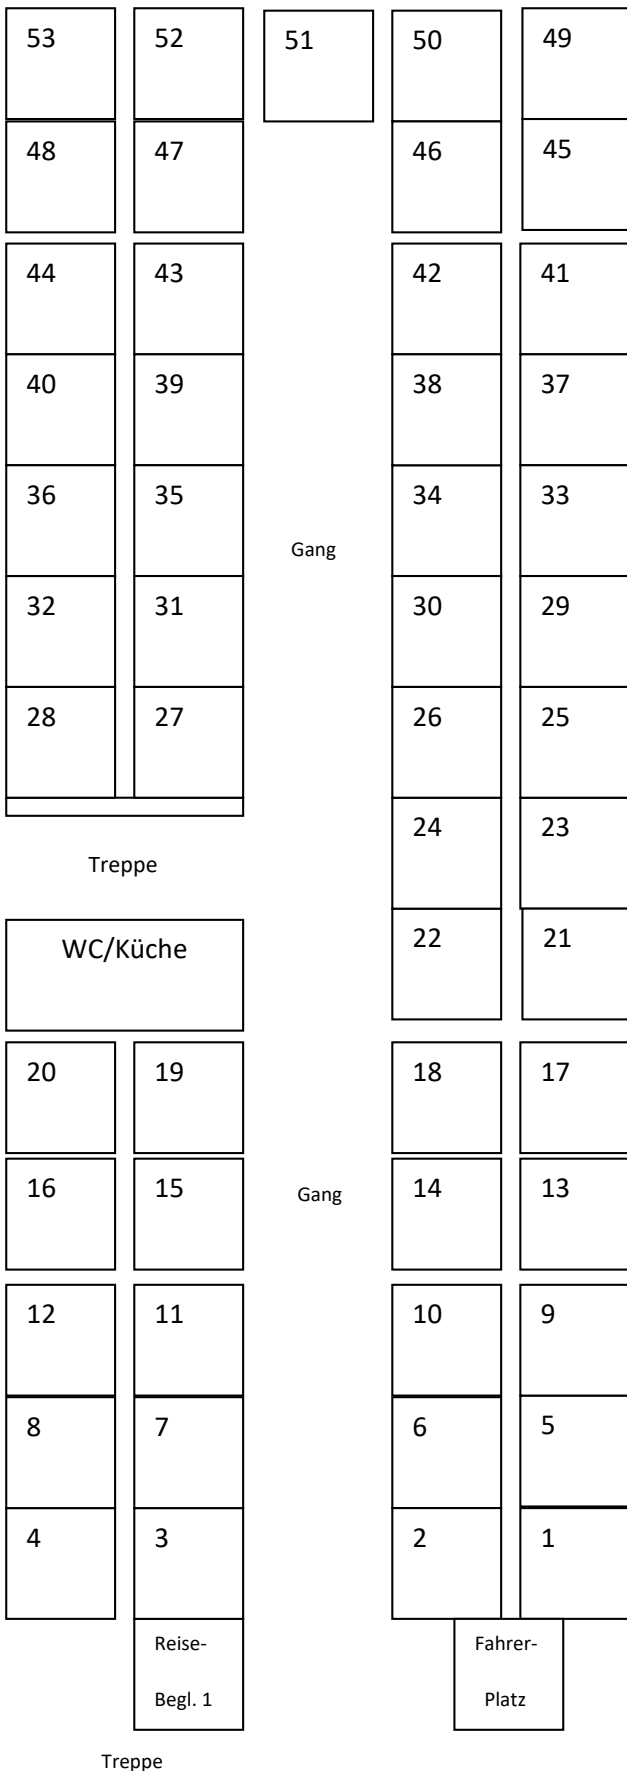 53 52 51 50 49
48 47 46 45
44 43 42 41
40 39 38 37
36 35 34 33
Gang
32 31 30 29
28 27 26 25
24 23
Treppe
WC/Küche 22 21
20 19 18 17
16 15 Gang 14 13
12 11 10 9
8 7 6 5
4 3 2 1
Reise- Fahrer-
Begl. 1 Platz
Treppe